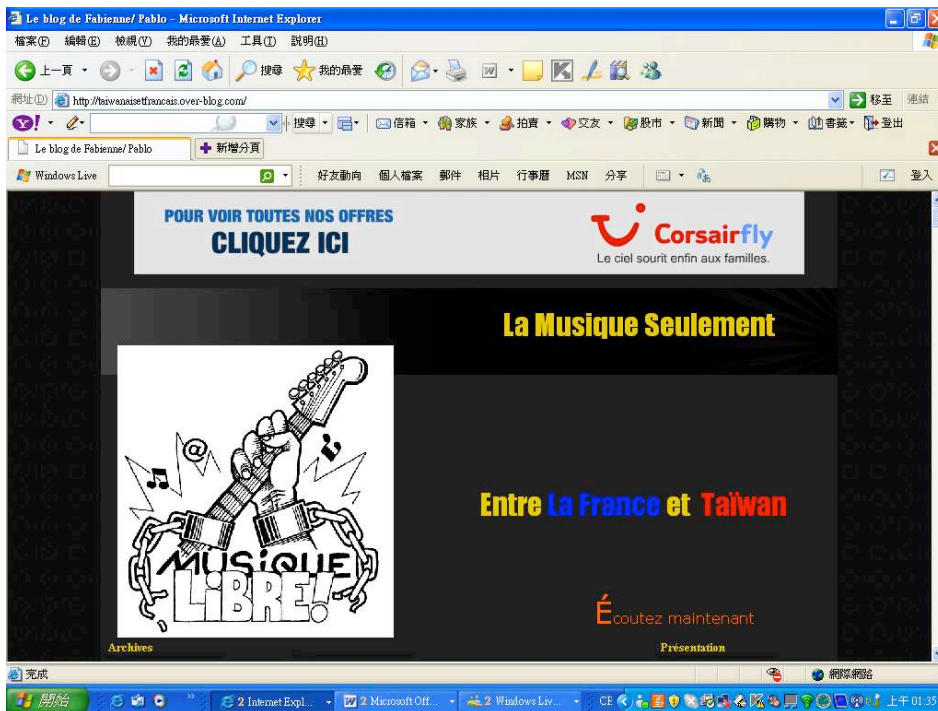 Le blog de Fabienne/ Pablo - Microsoft Internet Explorer
檔案(F) 編輯(E) 檢視(V) 我的最愛(A) 工具(T) 說明(H)
上一頁 搜尋 我的最愛
網址(D) http://taiwanaisetfrancais.over-blog.com/ 移至 連結
Y! 搜尋 信箱 家族 拍賣 交友 股市 新聞 購物 書籤 登出
Le blog de Fabienne/ Pablo 新增分頁
Windows Live 好友動向 個人檔案 郵件 相片 行事曆 MSN 分享 登入
POUR VOIR TOUTES NOS OFFRES
CLIQUEZ ICI
Corsairfly
Le ciel sourit enfin aux familles.
La Musique Seulement
@
MUSiQUE
LiBRE!
Entre La France et Taïwan
Écoutez maintenant
Archives
Présentation
完成 網際網路
開始 2 Internet Expl... 2 Microsoft Off... 2 Windows Liv... CH 上午 01:35